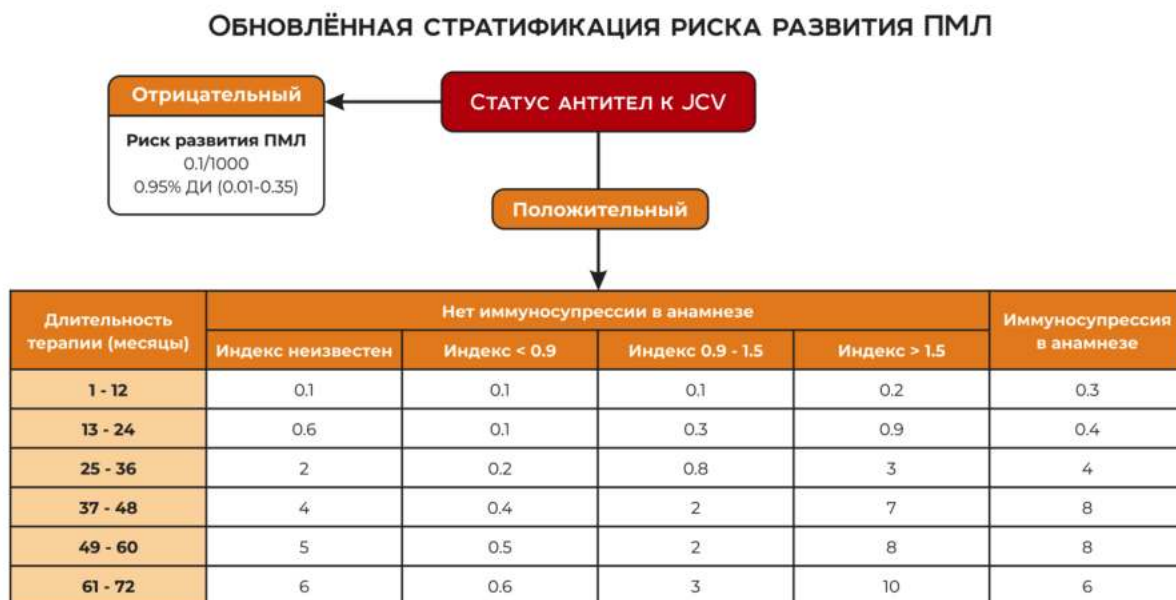 Обновлённая стратификация риска развития ПМЛ
Отрицательный
Риск развития ПМЛ
0.1/1000
0.95% ДИ (0.01-0.35)
Статус антител к JCV
Положительный
Длительность
терапии (месяцы)
Нет иммуносупрессии в анамнезе
Иммуносупрессия
в анамнезе
Индекс неизвестен Индекс < 0.9 Индекс 0.9 - 1.5 Индекс > 1.5
1 - 12 0.1 0.1 0.1 0.2 0.3
13 - 24 0.6 0.1 0.3 0.9 0.4
25 - 36 2 0.2 0.8 3 4
37 - 48 4 0.4 2 7 8
49 - 60 5 0.5 2 8 8
61 - 72 6 0.6 3 10 6